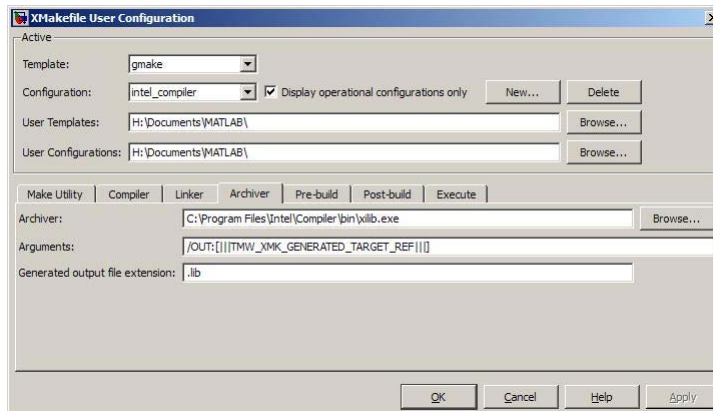 XMakefile User Configuration
Active
Template: gmake
Configuration: intel_compiler Display operational configurations only New... Delete
User Templates: H:\Documents\MATLAB\ Browse...
User Configurations: H:\Documents\MATLAB\ Browse...
Make Utility Compiler Linker Archiver Pre-build Post-build Execute
Archiver: C:\Program Files\Intel\Compiler\bin\xilib.exe Browse...
Arguments: /OUT:[|||TMW_XMK_GENERATED_TARGET_REF|||]
Generated output file extension: .lib
OK Cancel Help Apply